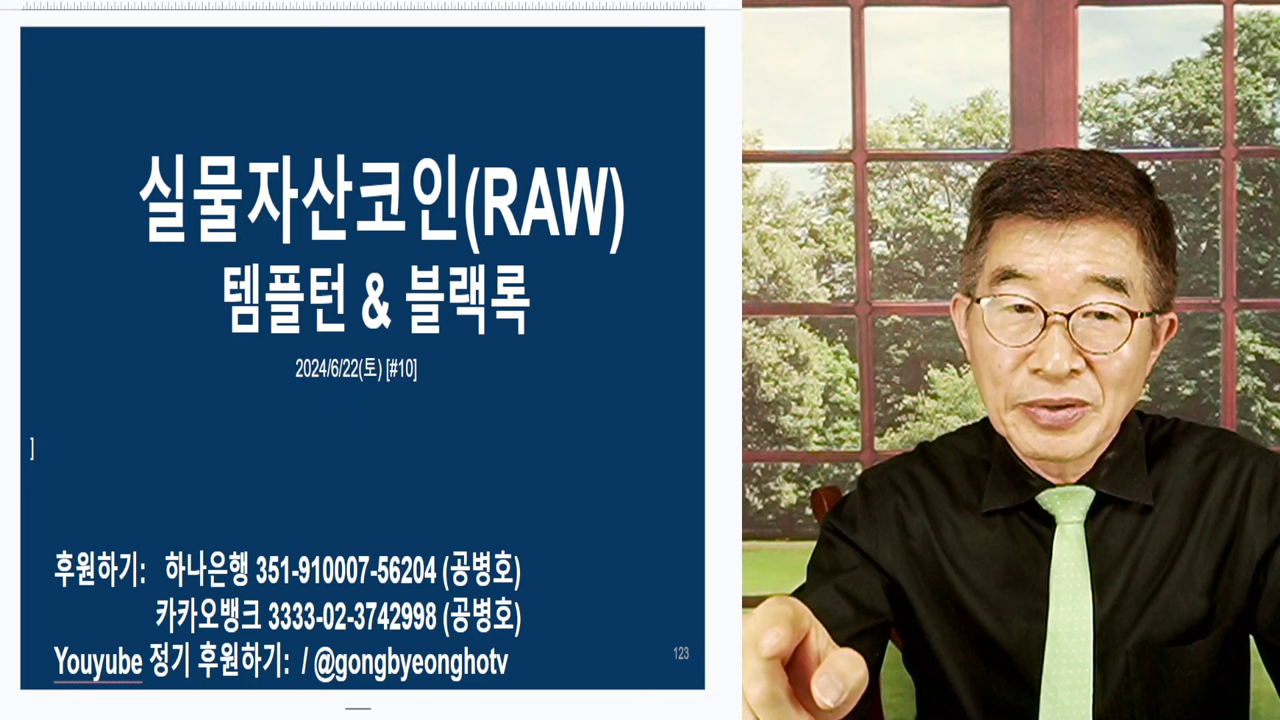 실물자산코인(RAW)
템플턴 & 블랙록
2024/6/22(토) [#10]
]
후원하기: 하나은행 351-910007-56204 (공병호)
카카오뱅크 3333-02-3742998 (공병호)
Youyube 정기 후원하기: / @gongbyeonghotv
123